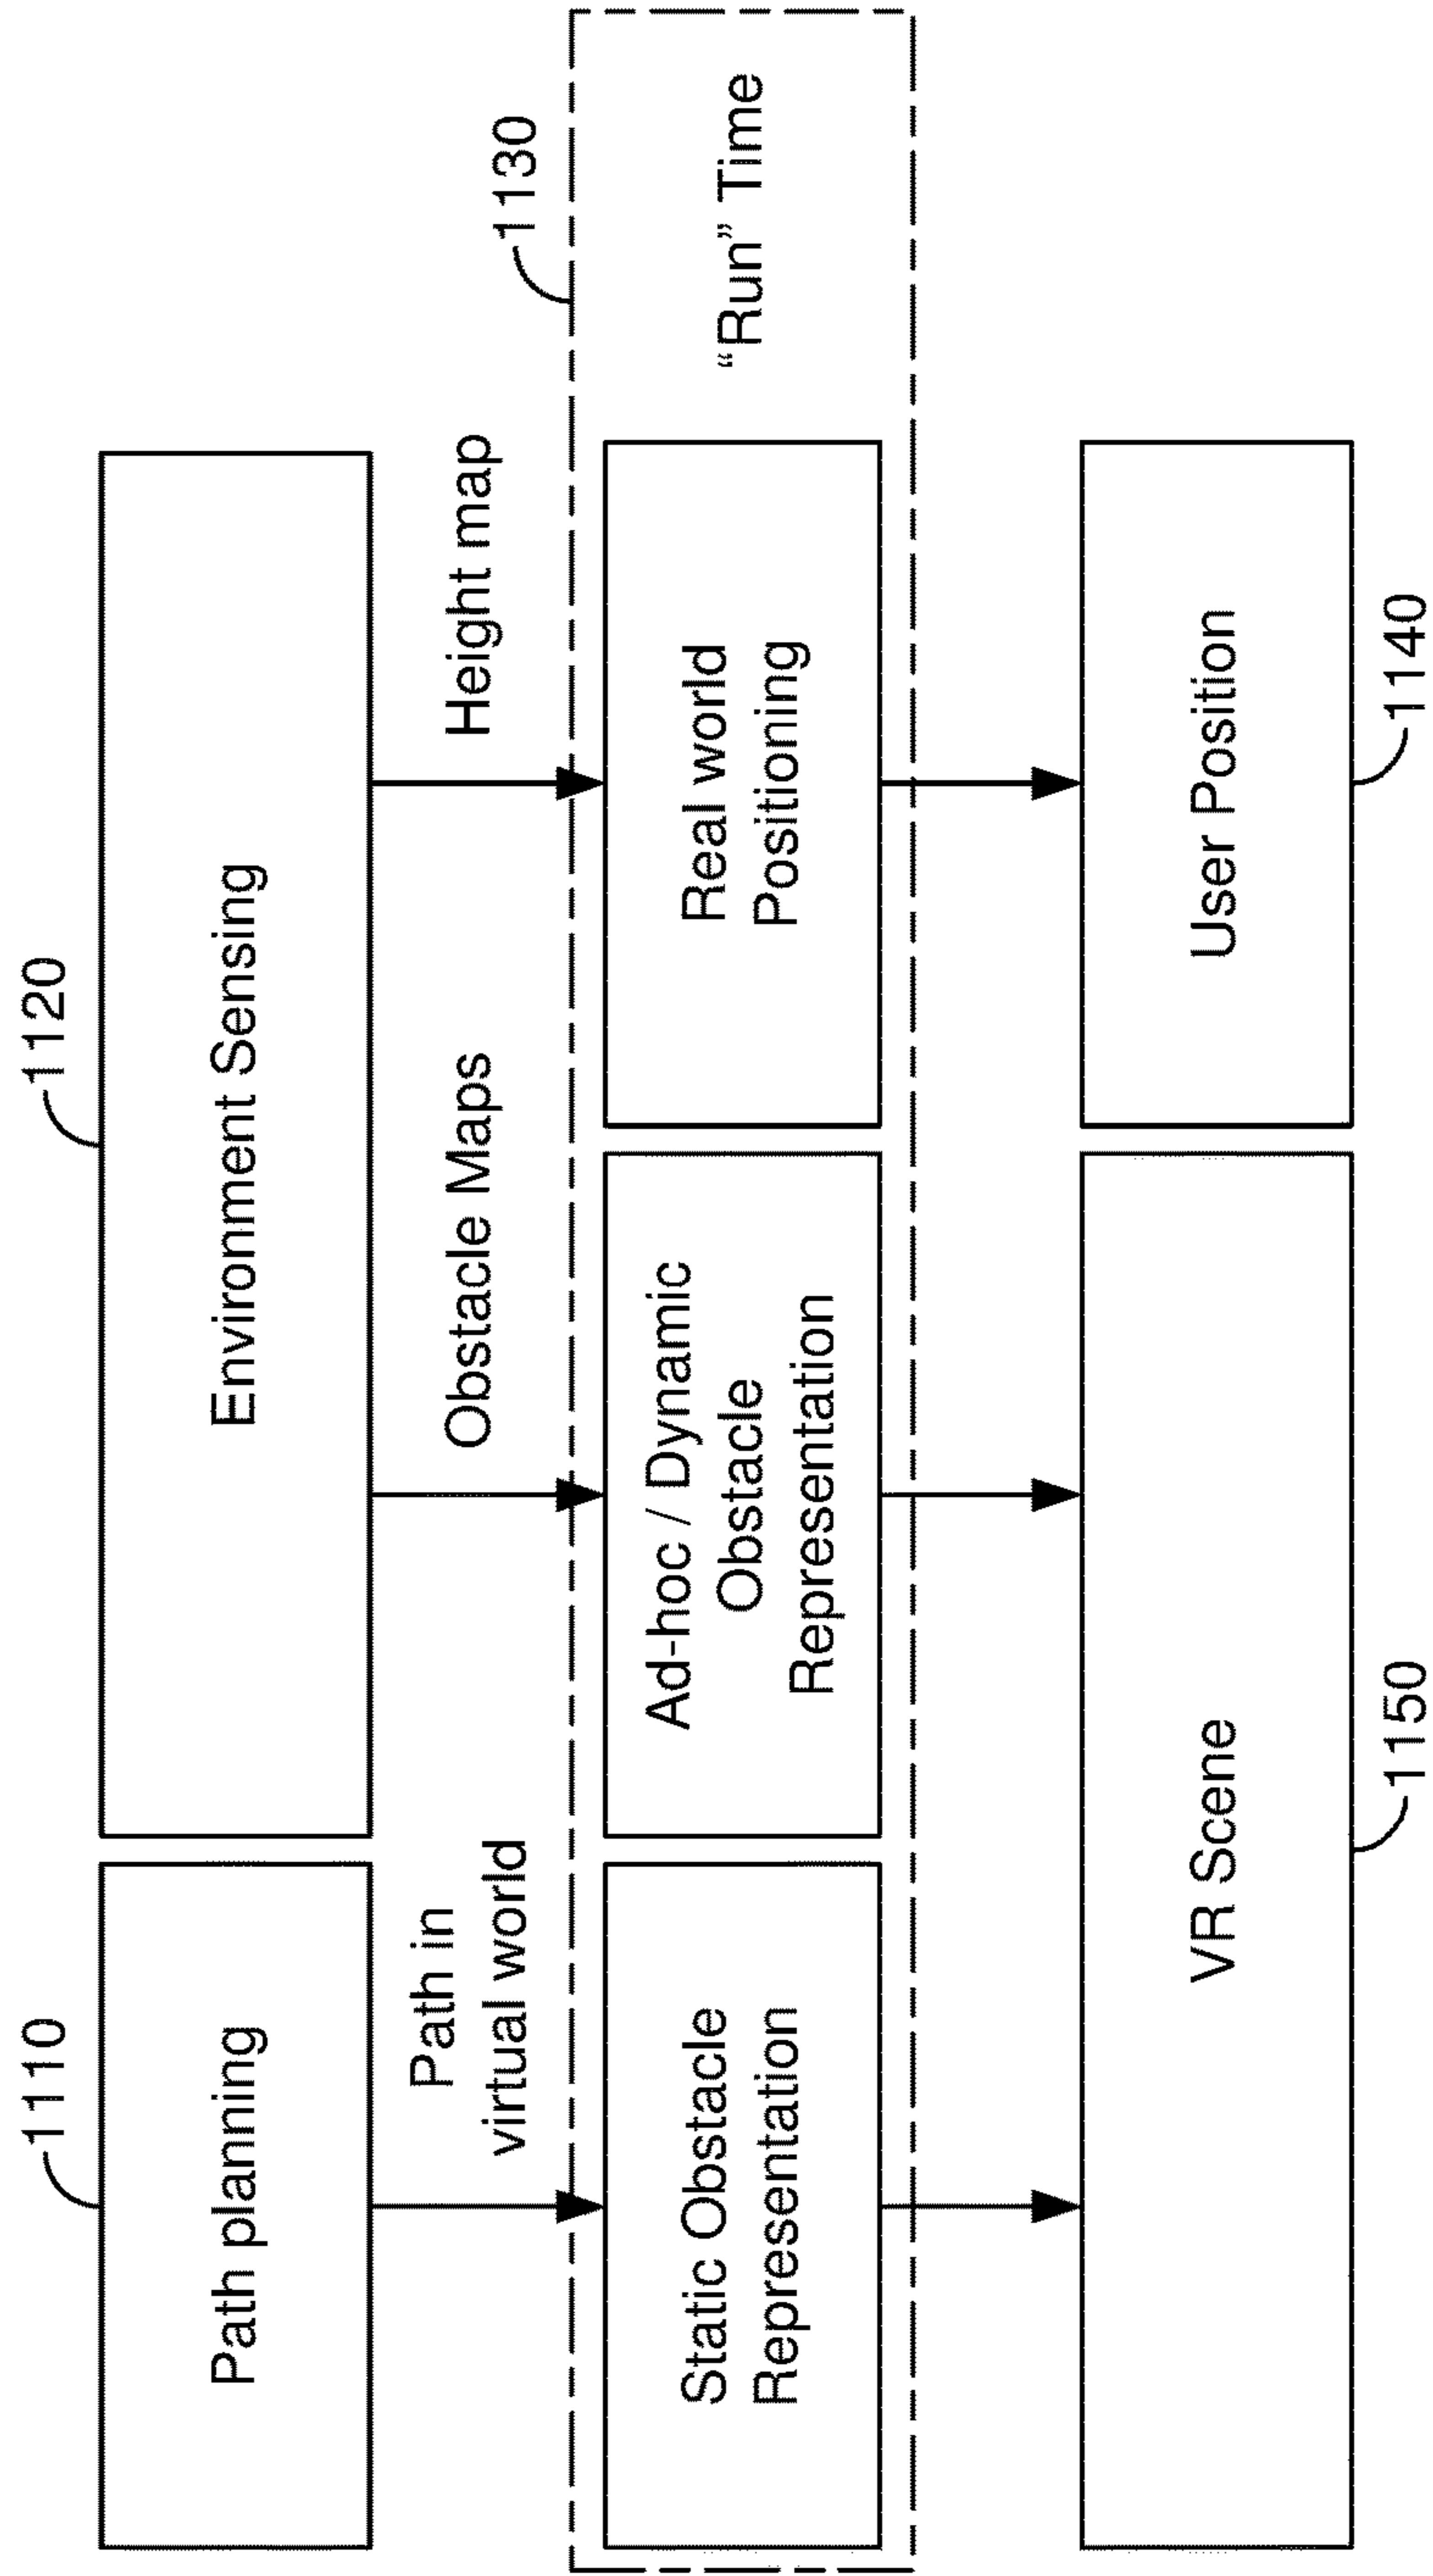 1110
1120
Path planning
Environment Sensing
Path in
virtual world
Obstacle Maps
Height map
1130
Static Obstacle
Representation
Ad-hoc / Dynamic
Obstacle
Representation
Real world
Positioning
“Run” Time
VR Scene
User Position
1150
1140